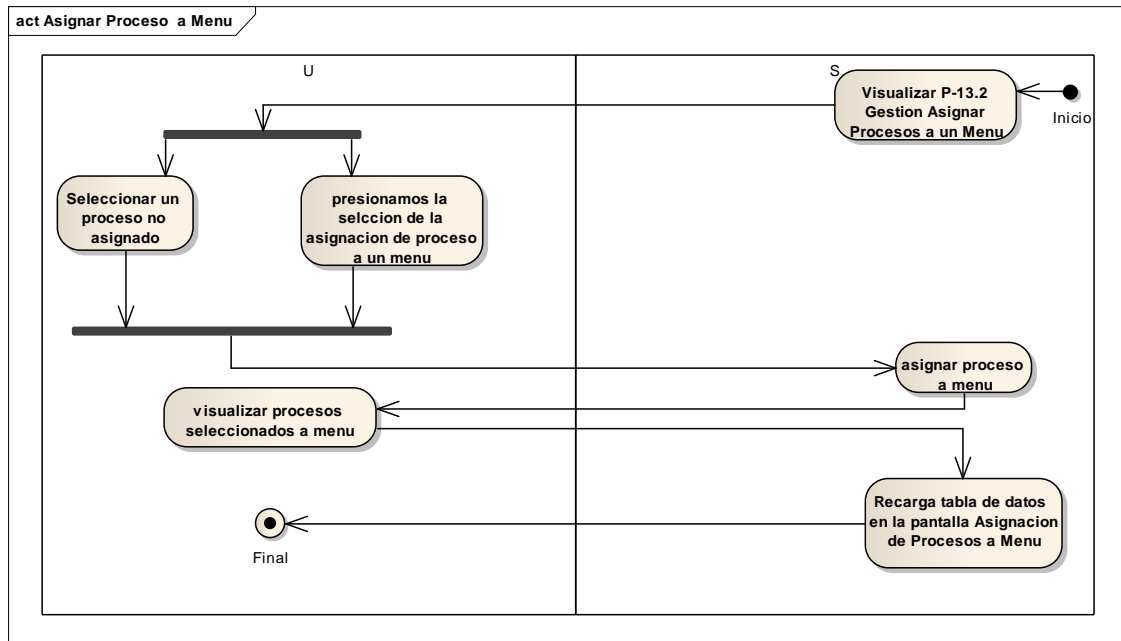 act Asignar Proceso a Menu
U
S
Visualizar P-13.2
Gestion Asignar
Procesos a un Menu
Inicio
Seleccionar un
proceso no
asignado
presionamos la
selccion de la
asignacion de proceso
a un menu
asignar proceso
a menu
visualizar procesos
seleccionados a menu
Recarga tabla de datos
en la pantalla Asignacion
de Procesos a Menu
Final